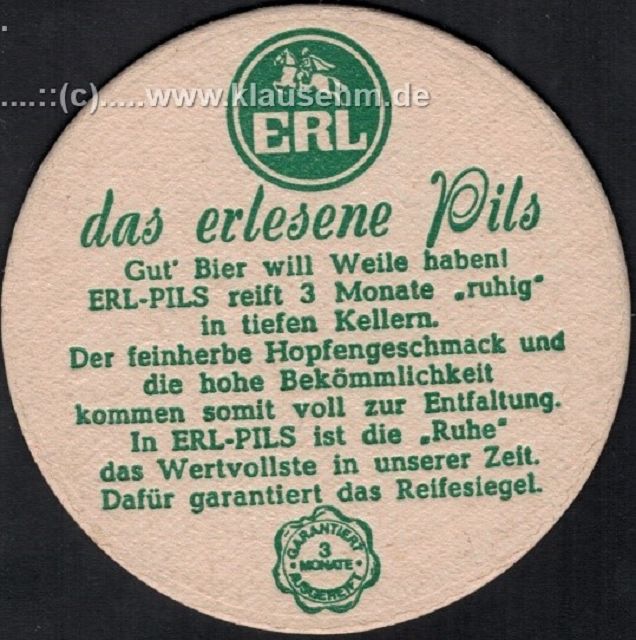 ....::(c).....www.klausehm.de
ERL
das erlesene Pils
Gut' Bier will Weile haben!
ERL-PILS reift 3 Monate „ruhig"
in tiefen Kellern.
Der feinherbe Hopfengeschmack und
die hohe Bekömmlichkeit
kommen somit voll zur Entfaltung.
In ERL-PILS ist die „Ruhe"
das Wertvollste in unserer Zeit.
Dafür garantiert das Reifesiegel.
GARANTIERT
3
MONATE
AUSGEREIFT